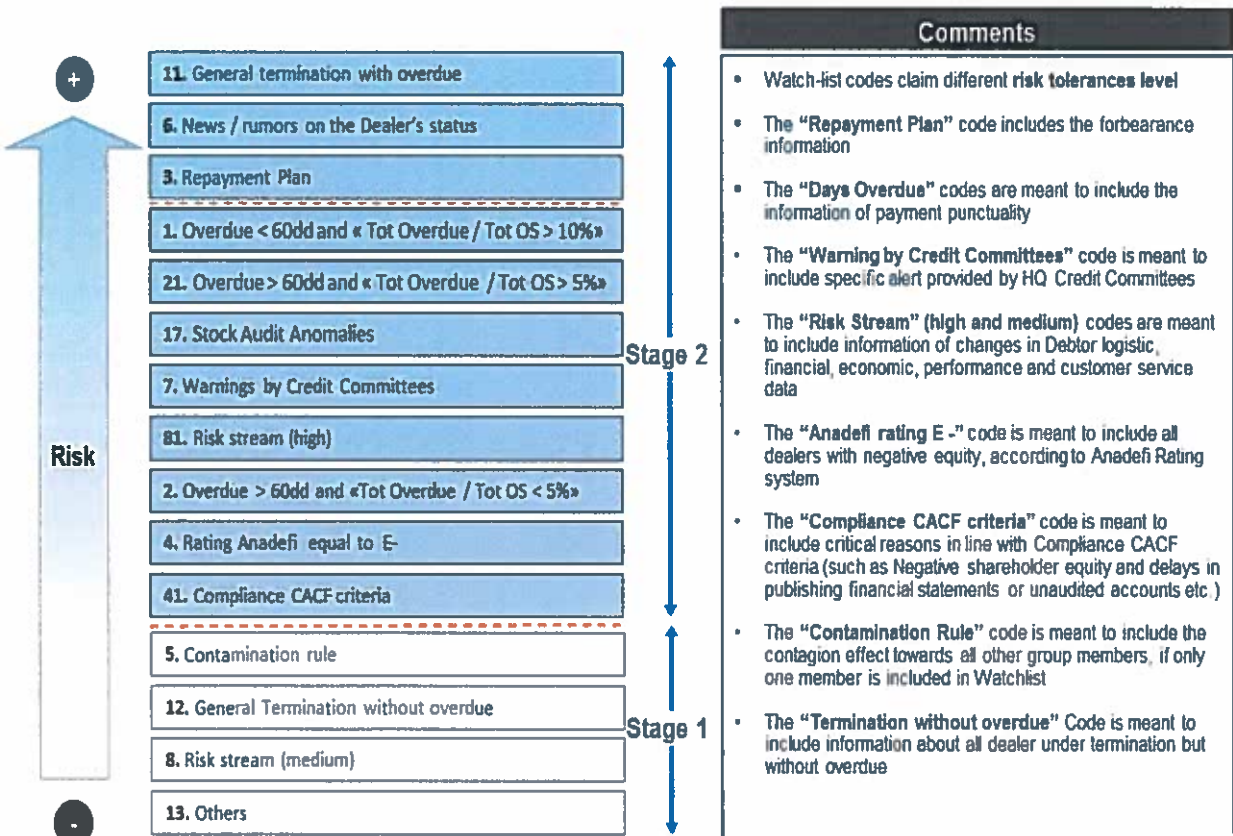 +
11. General termination with overdue
6. News / rumors on the Dealer's status
3. Repayment Plan
1. Overdue < 60dd and « Tot Overdue / Tot OS > 10%»
21. Overdue > 60dd and « Tot Overdue / Tot OS > 5%»
17. Stock Audit Anomalies
7. Warnings by Credit Committees
81. Risk stream (high)
2. Overdue > 60dd and «Tot Overdue / Tot OS < 5%»
4. Rating Anadefi equal to E-
41. Compliance CACF criteria
5. Contamination rule
12. General Termination without overdue
8. Risk stream (medium)
13. Others
Risk
-
Stage 2
Stage 1
Comments
• Watch-list codes claim different risk tolerances level
• The "Repayment Plan" code includes the forbearance
information
• The "Days Overdue" codes are meant to include the
information of payment punctuality
• The "Warning by Credit Committees" code is meant to
include specific alert provided by HQ Credit Committees
• The "Risk Stream" (high and medium) codes are meant
to include information of changes in Debtor logistic,
financial, economic, performance and customer service
data
• The "Anadefi rating E -" code is meant to include all
dealers with negative equity, according to Anadefi Rating
system
• The "Compliance CACF criteria" code is meant to
include critical reasons in line with Compliance CACF
criteria (such as Negative shareholder equity and delays in
publishing financial statements or unaudited accounts etc.)
• The "Contamination Rule" code is meant to include the
contagion effect towards all other group members, if only
one member is included in Watchlist
• The "Termination without overdue" Code is meant to
include information about all dealer under termination but
without overdue